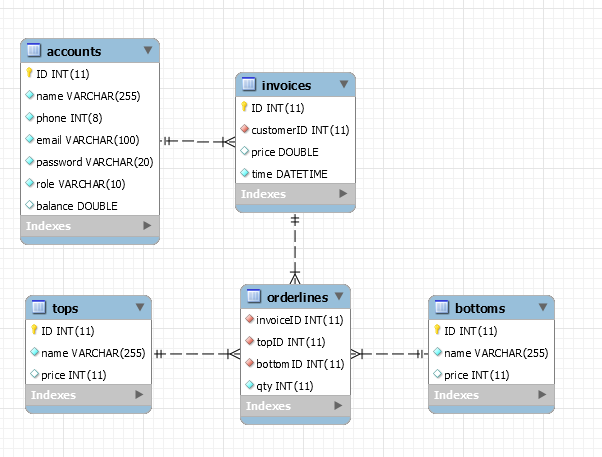 accounts
ID INT(11)
name VARCHAR(255)
phone INT(8)
email VARCHAR(100)
password VARCHAR(20)
role VARCHAR(10)
balance DOUBLE
Indexes
invoices
ID INT(11)
customerID INT(11)
price DOUBLE
time DATETIME
Indexes
tops
ID INT(11)
name VARCHAR(255)
price INT(11)
Indexes
orderlines
invoiceID INT(11)
topID INT(11)
bottomID INT(11)
qty INT(11)
Indexes
bottoms
ID INT(11)
name VARCHAR(255)
price INT(11)
Indexes